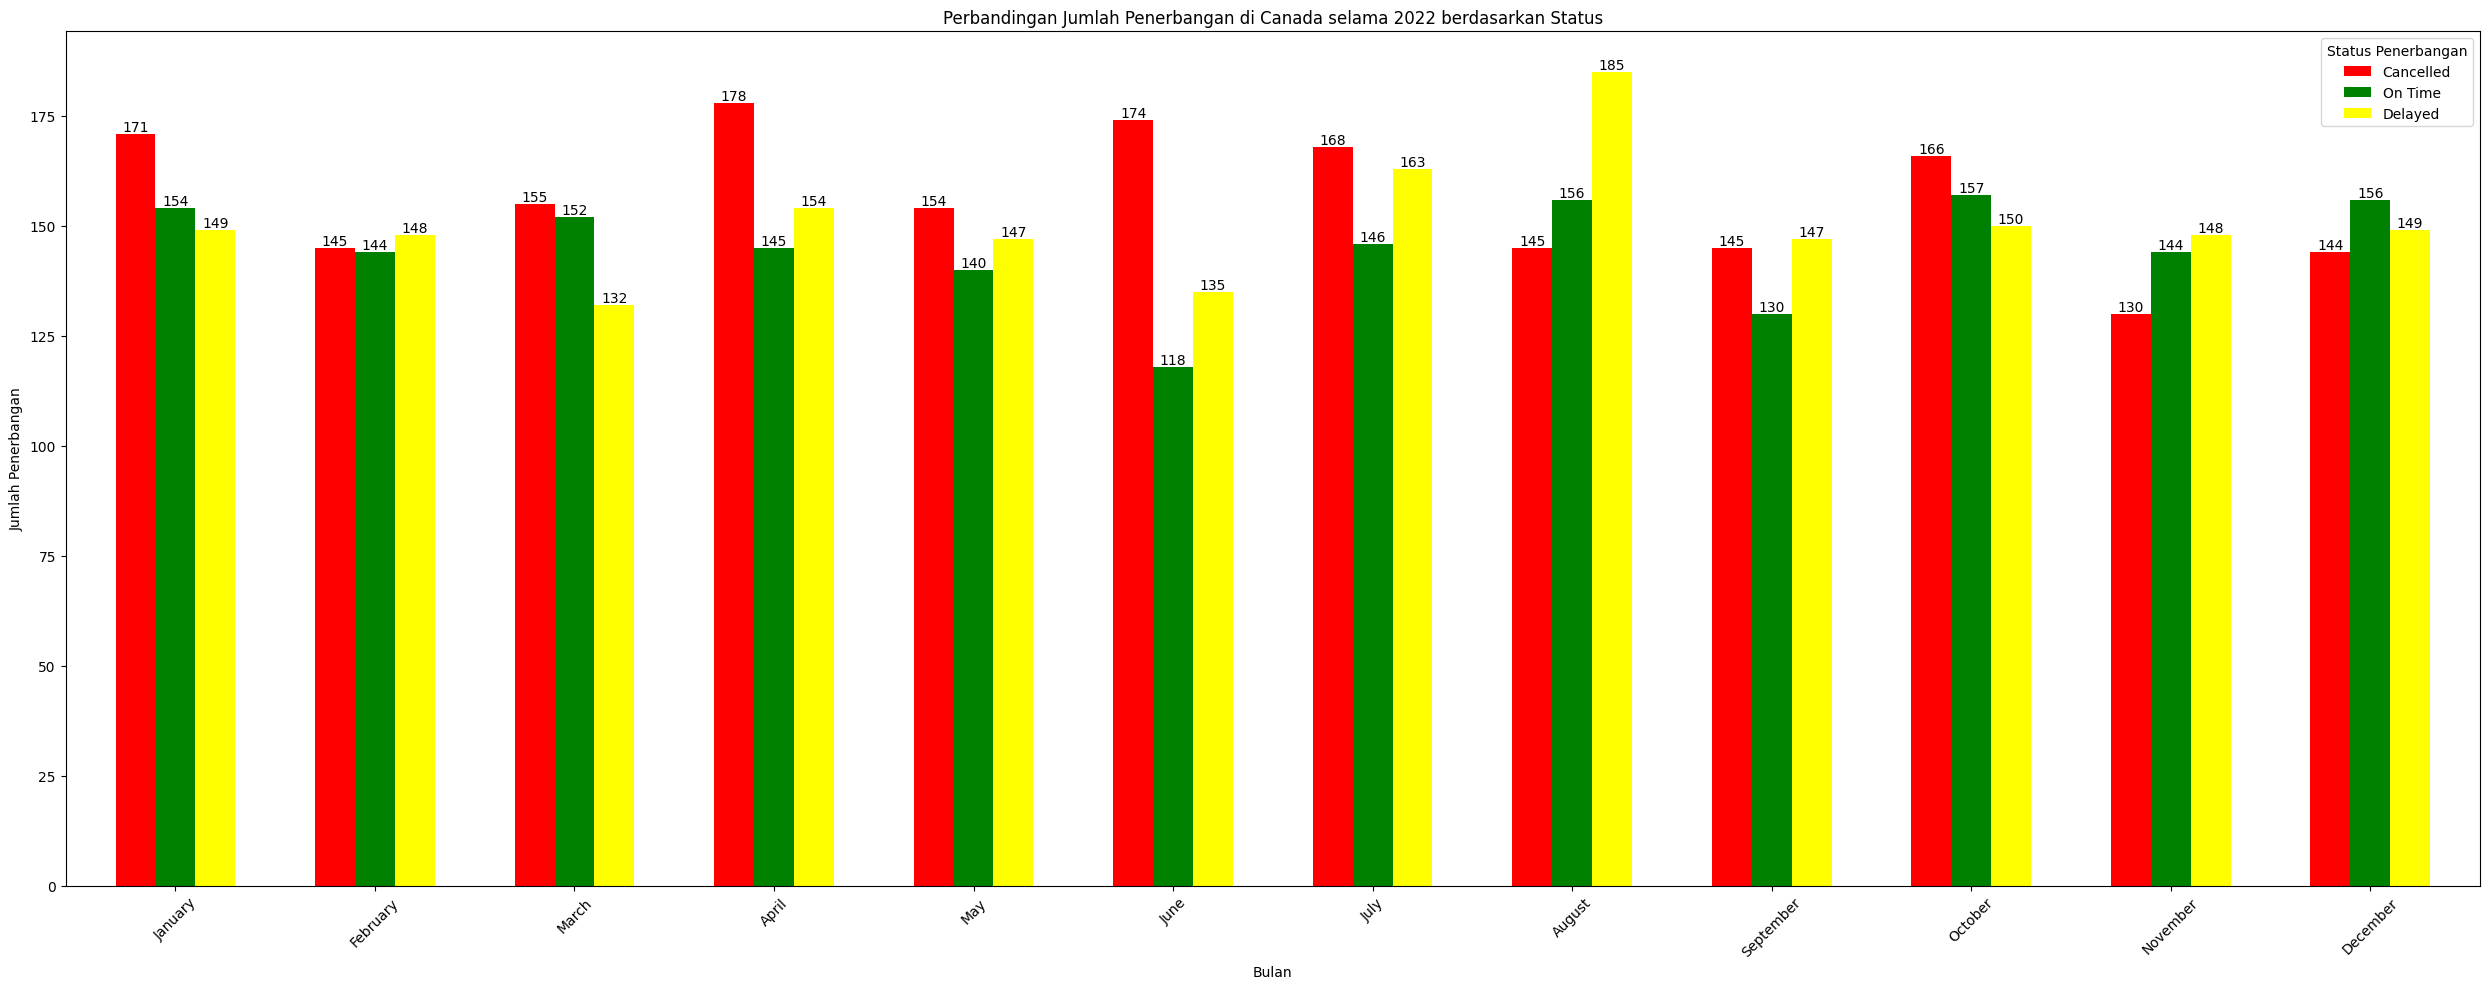 Perbandingan Jumlah Penerbangan di Canada selama 2022 berdasarkan Status
Status Penerbangan
Cancelled
On Time
Delayed
Jumlah Penerbangan
175
150
125
100
75
50
25
0
171
154
149
145
144
148
155
152
132
178
145
154
154
140
147
174
118
135
168
146
163
145
156
185
145
130
147
166
157
150
130
144
148
144
156
149
January
February
March
April
May
June
July
August
September
October
November
December
Bulan